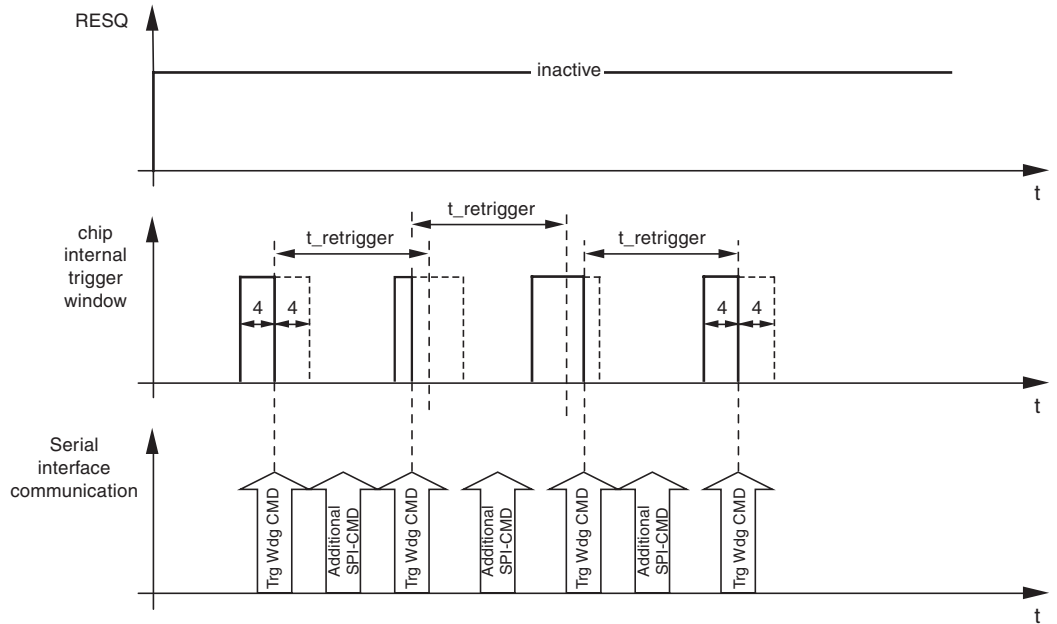 RESQ
inactive
t
chip
internal
trigger
window
t_retrigger
t_retrigger
t_retrigger
4
4
4
4
t
Serial
interface
communication
Trg Wdg CMD
Additional
SPI-CMD
Trg Wdg CMD
Additional
SPI-CMD
Trg Wdg CMD
Additional
SPI-CMD
Trg Wdg CMD
t